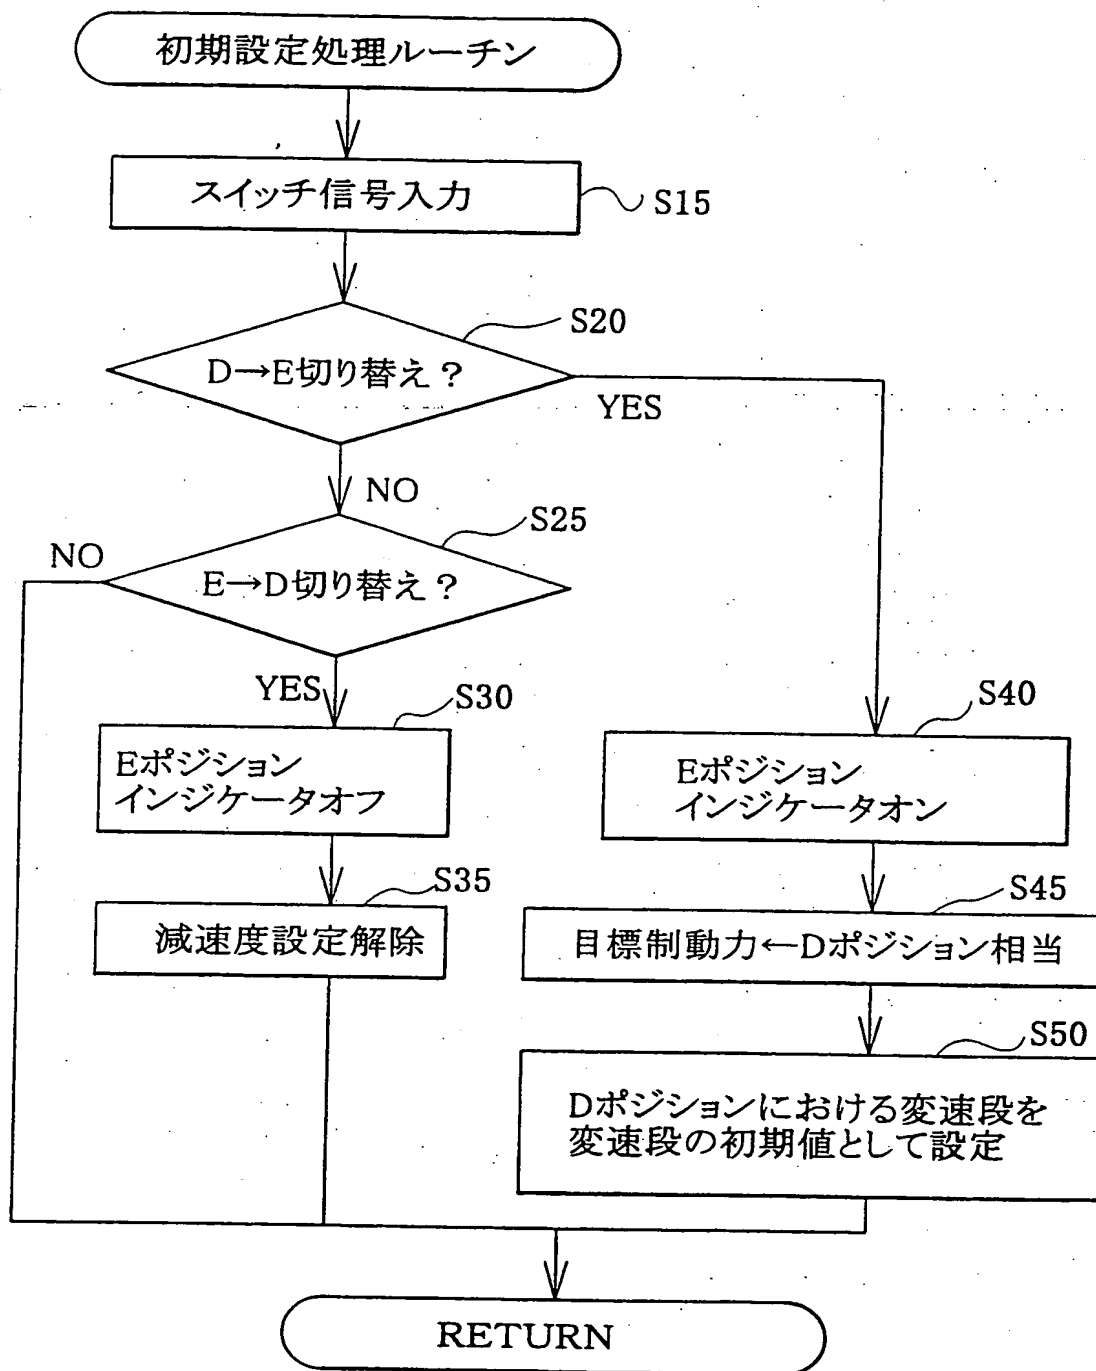 初期設定処理ルーチン
スイッチ信号入力
S15
S20
D→E切り替え?
YES
NO
S25
NO
E→D切り替え?
YES
S30
Eポジション
インジケータオフ
S35
減速度設定解除
S40
Eポジション
インジケータオン
S45
目標制動力←Dポジション相当
S50
Dポジションにおける変速段を
変速段の初期値として設定
RETURN